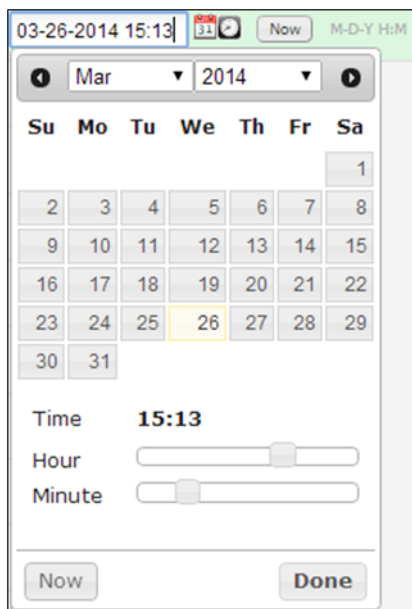 03-26-2014 15:13 31 Now M-D-Y H:M
Mar 2014
Su Mo Tu We Th Fr Sa
1
2 3 4 5 6 7 8
9 10 11 12 13 14 15
16 17 18 19 20 21 22
23 24 25 26 27 28 29
30 31
Time 15:13
Hour
Minute
Now Done